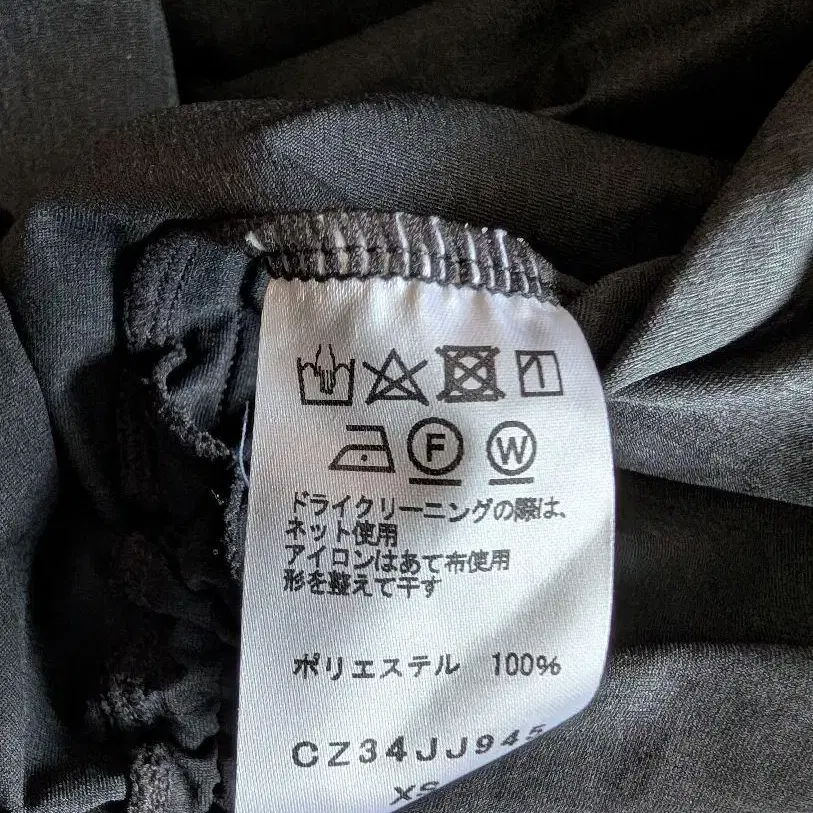 F W
ドライクリーニングの際は、
ネット使用
アイロンはあて布使用
形を整えて干す
ポリエステル 100%
CZ34JJ945
XS